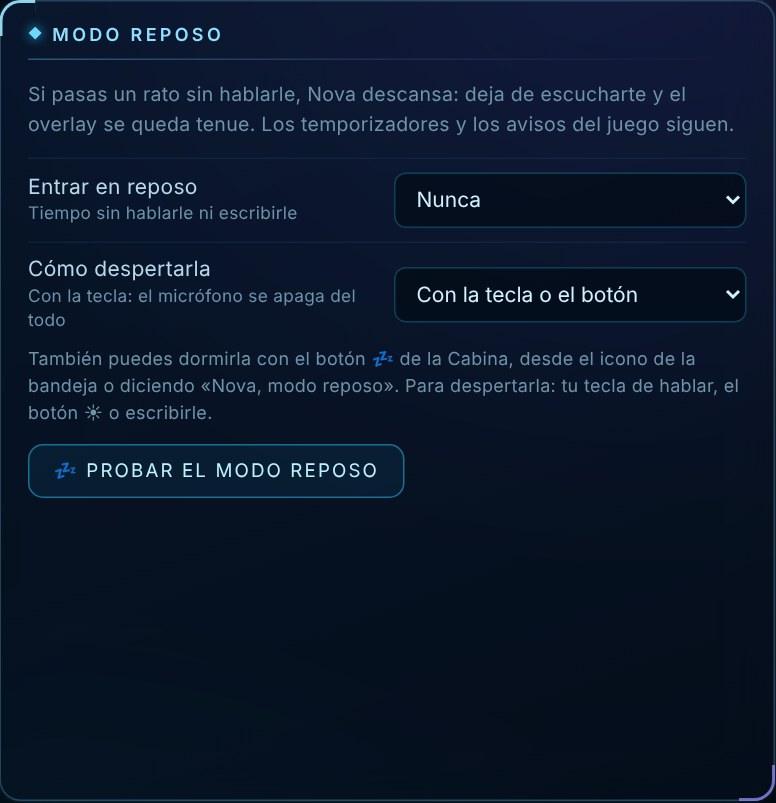 MODO REPOSO
Si pasas un rato sin hablarle, Nova descansa: deja de escucharte y el
overlay se queda tenue. Los temporizadores y los avisos del juego siguen.
Entrar en reposo
Tiempo sin hablarle ni escribirle
Nunca
Cómo despertarla
Con la tecla: el micrófono se apaga del
todo
Con la tecla o el botón
También puedes dormirla con el botón 💤 de la Cabina, desde el icono de la
bandeja o diciendo «Nova, modo reposo». Para despertarla: tu tecla de hablar, el
botón ☀ o escribirle.
💤 PROBAR EL MODO REPOSO